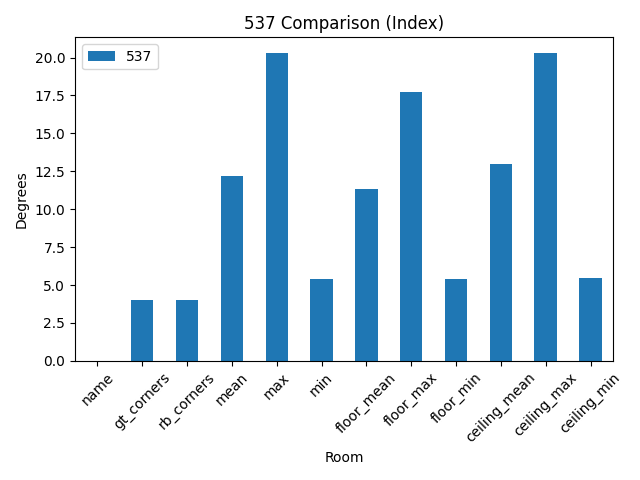 537 Comparison (Index)
537
Degrees
20.0
17.5
15.0
12.5
10.0
7.5
5.0
2.5
0.0
name
gt_corners
rb_corners
mean
max
min
floor_mean
floor_max
floor_min
ceiling_mean
ceiling_max
ceiling_min
Room